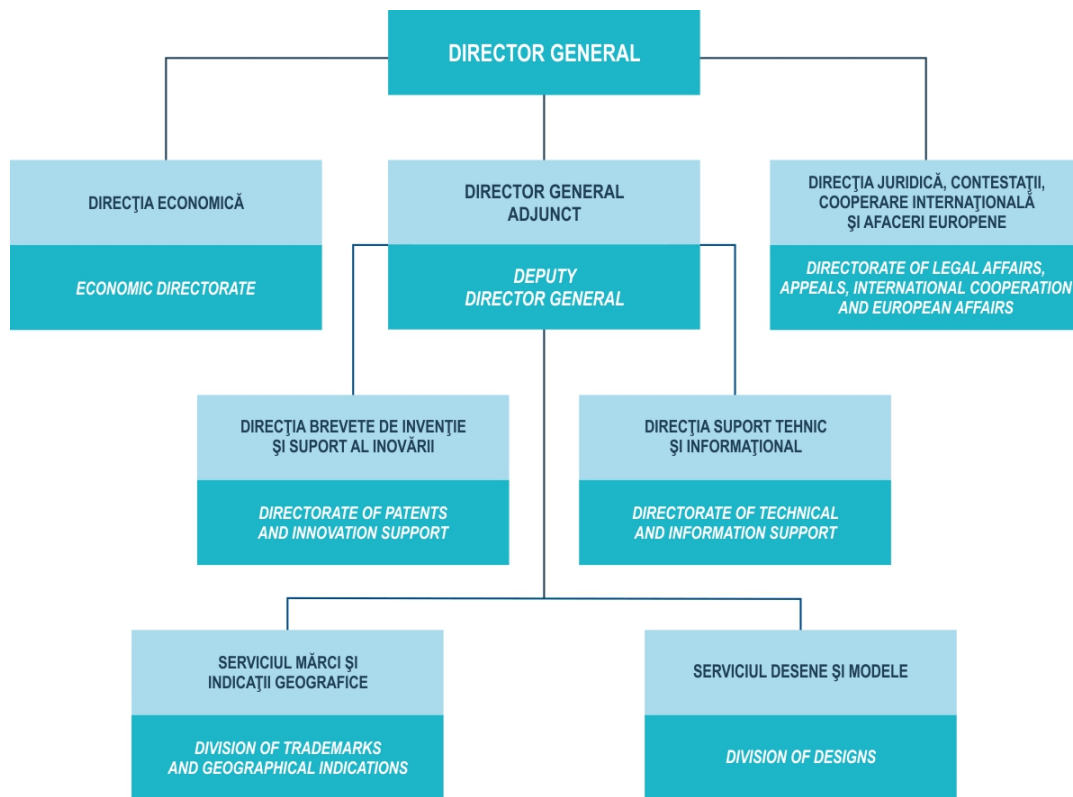 DIRECTOR GENERAL
DIRECŢIA ECONOMICĂ
ECONOMIC DIRECTORATE
DIRECTOR GENERAL
ADJUNCT
DEPUTY
DIRECTOR GENERAL
DIRECŢIA JURIDICĂ, CONTESTAŢII,
COOPERARE INTERNAŢIONALĂ
ŞI AFACERI EUROPENE
DIRECTORATE OF LEGAL AFFAIRS,
APPEALS, INTERNATIONAL COOPERATION
AND EUROPEAN AFFAIRS
DIRECŢIA BREVETE DE INVENŢIE
ŞI SUPORT AL INOVĂRII
DIRECTORATE OF PATENTS
AND INNOVATION SUPPORT
DIRECŢIA SUPORT TEHNIC
ŞI INFORMAŢIONAL
DIRECTORATE OF TECHNICAL
AND INFORMATION SUPPORT
SERVICIUL MĂRCI ŞI
INDICAŢII GEOGRAFICE
DIVISION OF TRADEMARKS
AND GEOGRAPHICAL INDICATIONS
SERVICIUL DESENE ŞI MODELE
DIVISION OF DESIGNS